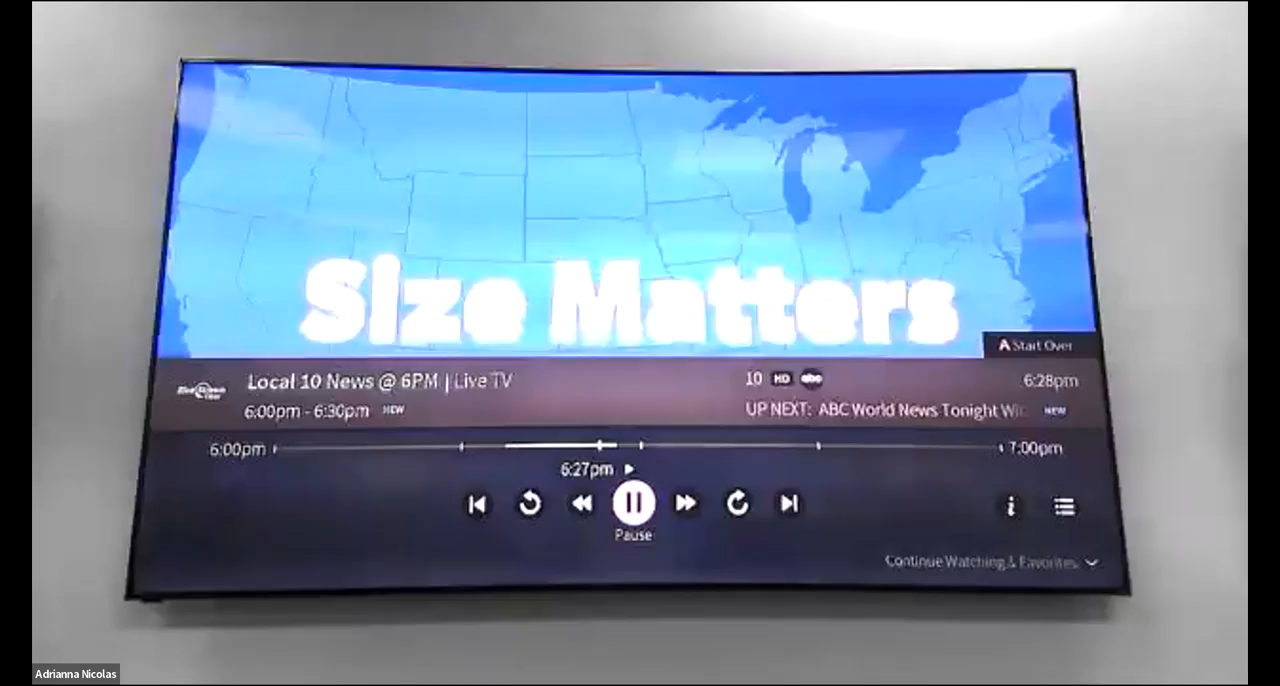 Size Matters
A Start Over
Local 10 News @ 6PM | Live TV
10 HD abc
6:28pm
6:00pm - 6:30pm NEW
UP NEXT: ABC World News Tonight Wi
NEW
6:00pm
7:00pm
6:27pm
Pause
i
Continue Watching & Favorites
Adrianna Nicolas